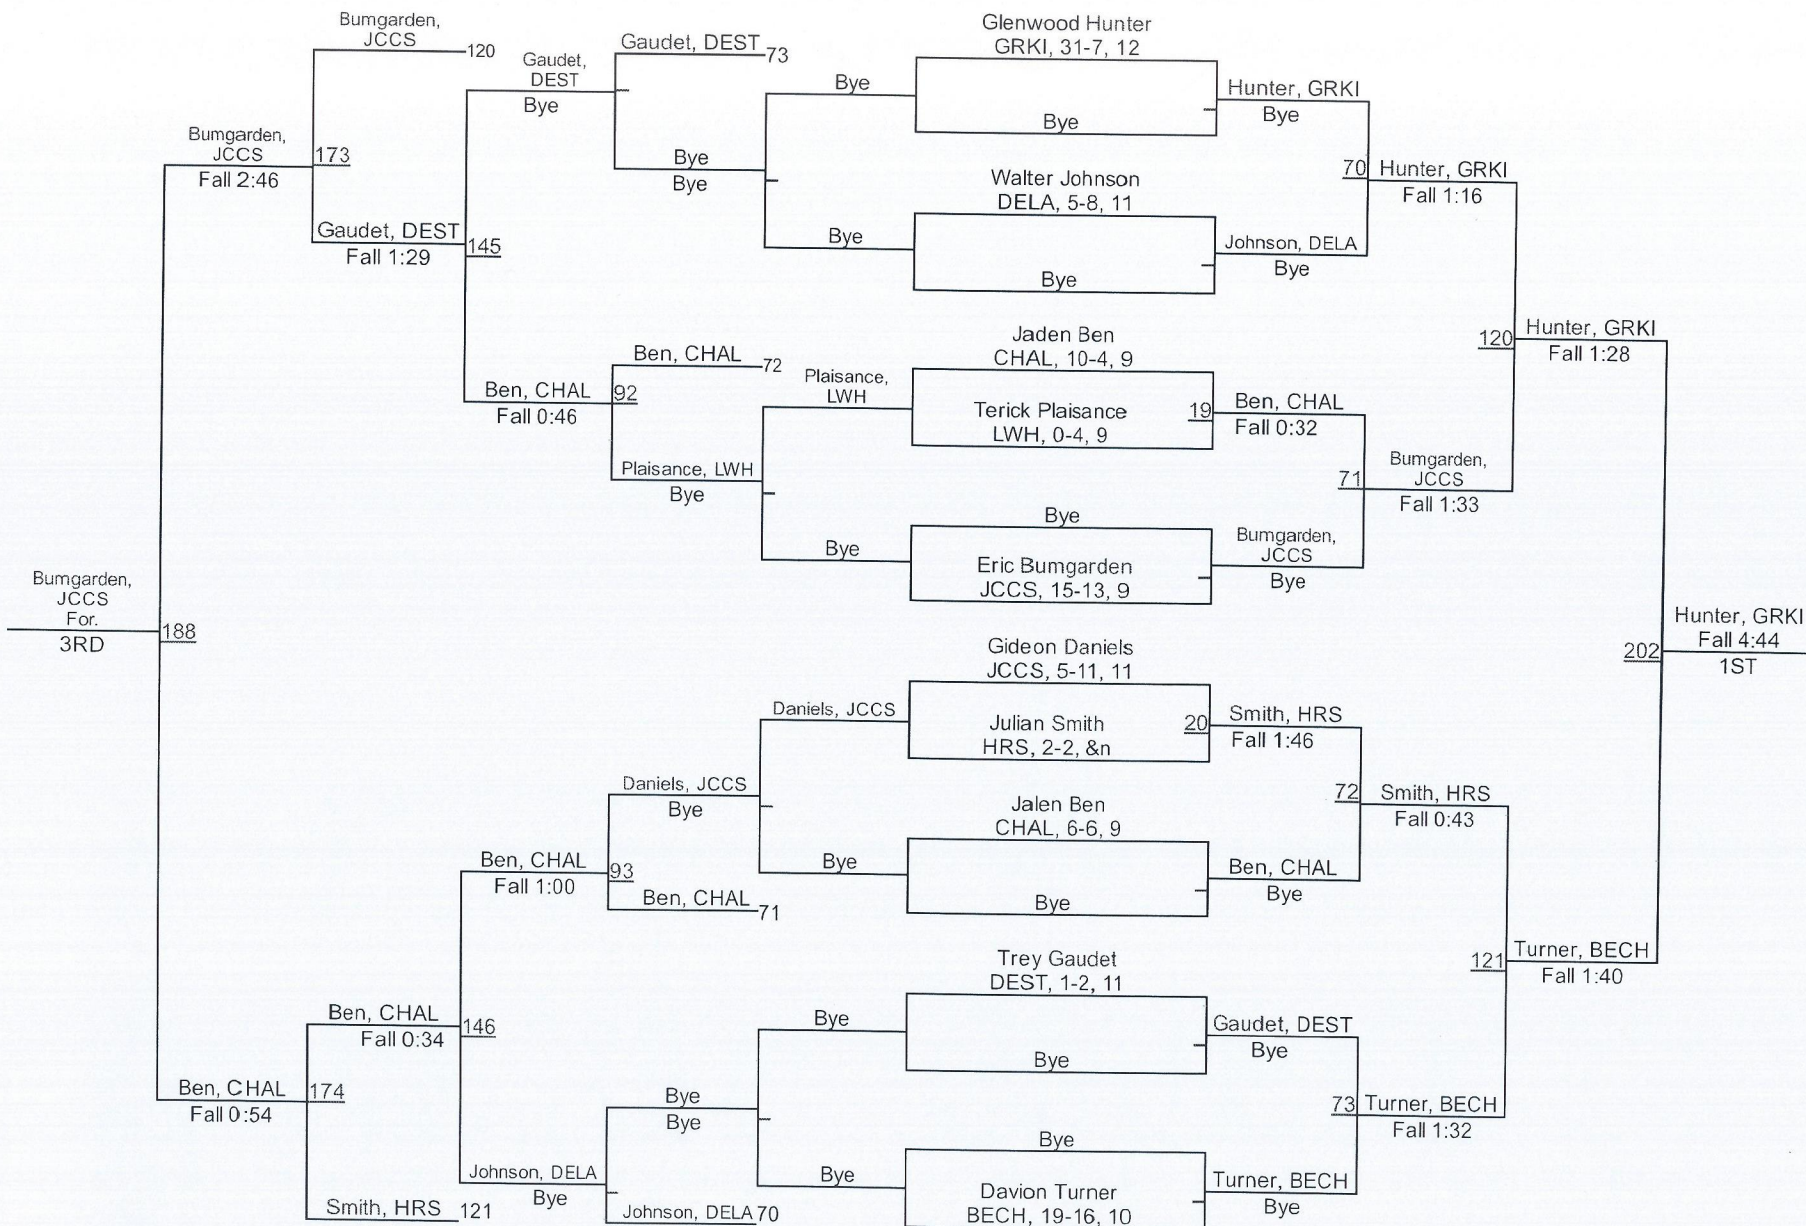 Bumgarden,
JCCS
120
Bumgarden,
JCCS
Fall 2:46
173
Gaudet, DEST
Fall 1:29
145
Gaudet,
DEST
Bye
Gaudet, DEST
73
Bye
Bye
Bye
Bye
Glenwood Hunter
GRKI, 31-7, 12
Bye
Hunter, GRKI
Bye
Walter Johnson
DELA, 5-8, 11
Bye
Johnson, DELA
Bye
70
Hunter, GRKI
Fall 1:16
Ben, CHAL
Fall 0:46
92
Ben, CHAL
72
Plaisance, LWH
Bye
Plaisance,
LWH
Bye
Jaden Ben
CHAL, 10-4, 9
Terick Plaisance
LWH, 0-4, 9
19
Ben, CHAL
Fall 0:32
Bye
Eric Bumgarden
JCCS, 15-13, 9
Bumgarden,
JCCS
Bye
71
Bumgarden,
JCCS
Fall 1:33
120
Hunter, GRKI
Fall 1:28
Bumgarden,
JCCS
For.
3RD
188
202
Hunter, GRKI
Fall 4:44
1ST
Gideon Daniels
JCCS, 5-11, 11
Julian Smith
HRS, 2-2, &n
20
Smith, HRS
Fall 1:46
Daniels, JCCS
Daniels, JCCS
Bye
Bye
Jalen Ben
CHAL, 6-6, 9
Bye
Ben, CHAL
Bye
72
Smith, HRS
Fall 0:43
Ben, CHAL
Fall 1:00
93
Ben, CHAL
71
Trey Gaudet
DEST, 1-2, 11
Bye
Gaudet, DEST
Bye
Bye
Bye
Bye
Bye
Bye
Davion Turner
BECH, 19-16, 10
Turner, BECH
Bye
73
Turner, BECH
Fall 1:32
121
Turner, BECH
Fall 1:40
Ben, CHAL
Fall 0:34
146
Ben, CHAL
Fall 0:54
174
Johnson, DELA
Bye
Johnson, DELA
70
Smith, HRS
121